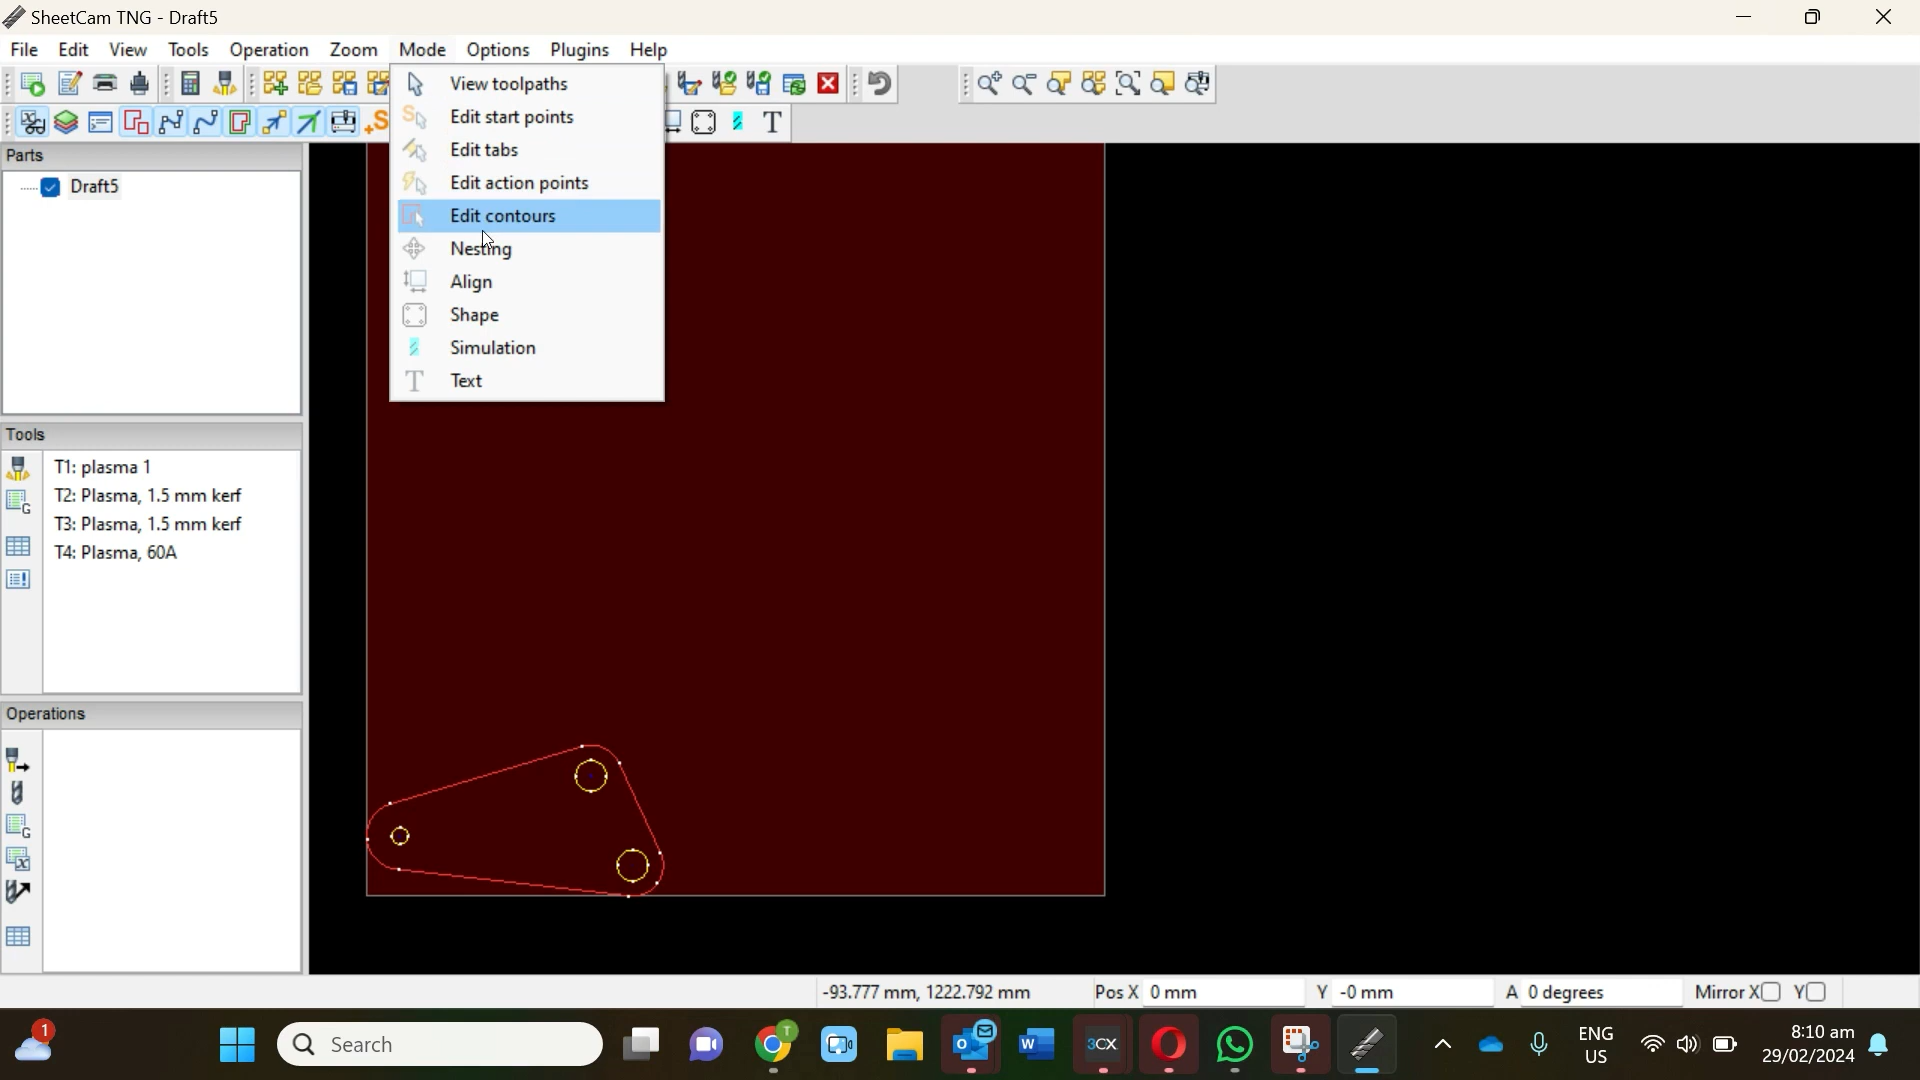 SheetCam TNG - Draft5
File Edit View Tools Operation Zoom Mode Options Plugins Help
View toolpaths
Edit start points
Edit tabs
Edit action points
Edit contours
Nesting
Align
Shape
Simulation
Text
Parts
Draft5
Tools
T1: plasma 1
T2: Plasma, 1.5 mm kerf
T3: Plasma, 1.5 mm kerf
T4: Plasma, 60A
Operations
-93.777 mm, 1222.792 mm Pos X 0 mm Y -0 mm A 0 degrees Mirror X Y
1
Search
T
W
3CX
ENG
US
8:10 am
29/02/2024